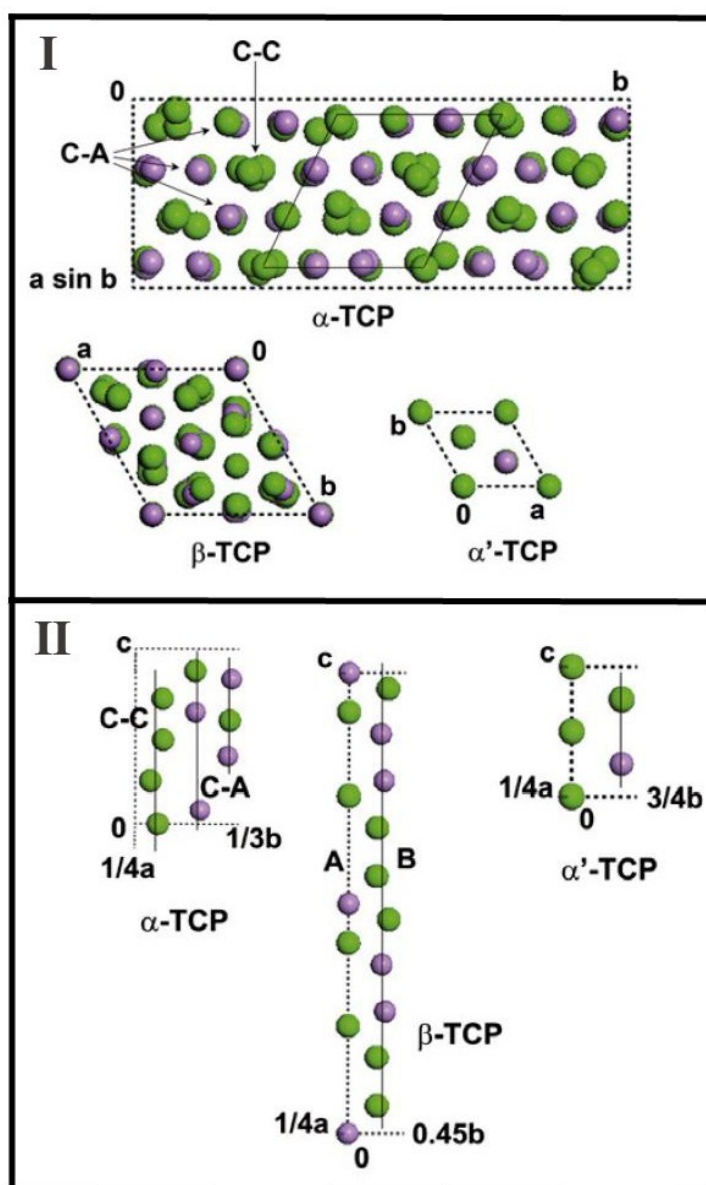 I
C-C
0
b
C-A
a sin b
α-TCP
a
0
b
β-TCP
b
0
a
α'-TCP
II
c
C-C
C-A
0
1/3b
1/4a
α-TCP
c
A
B
β-TCP
1/4a
0.45b
0
c
1/4a
3/4b
0
α'-TCP